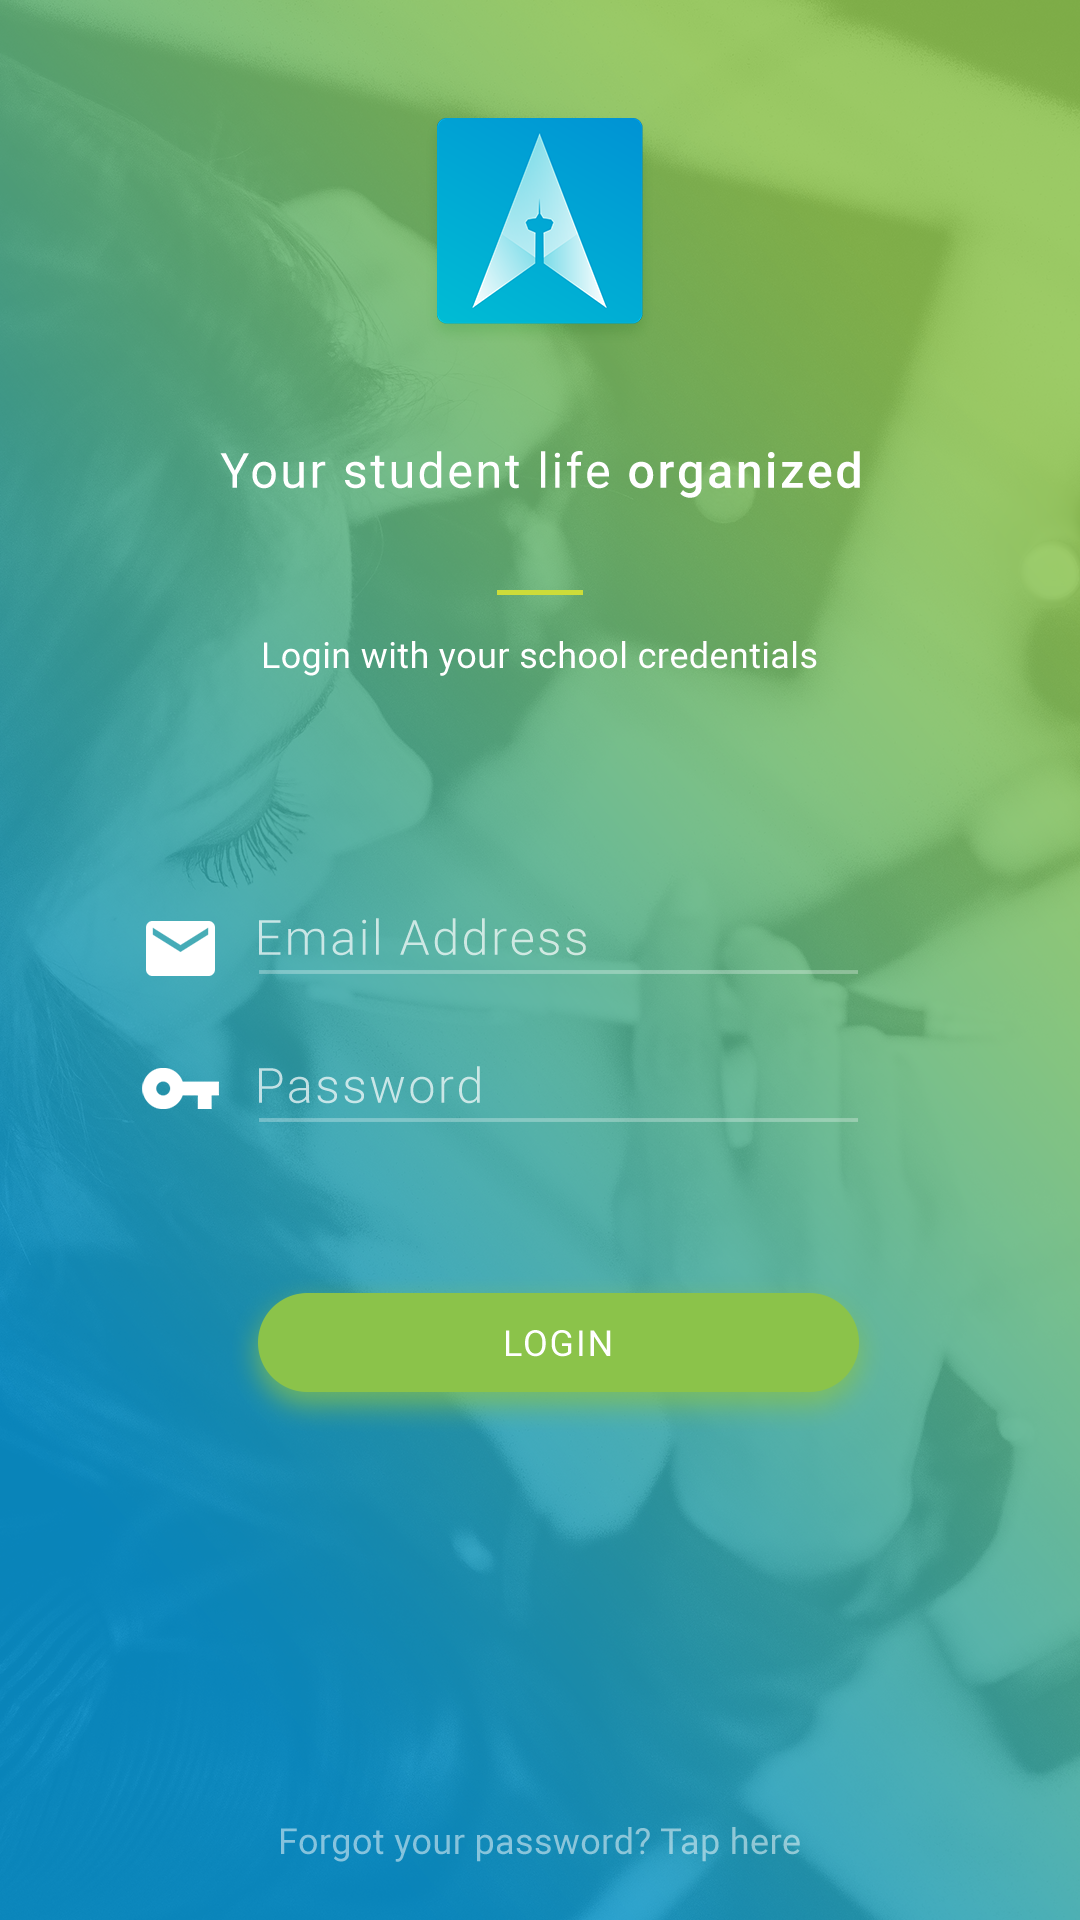 Your student life organized
Login with your school credentials
Email Address
Password
LOGIN
Forgot your password? Tap here